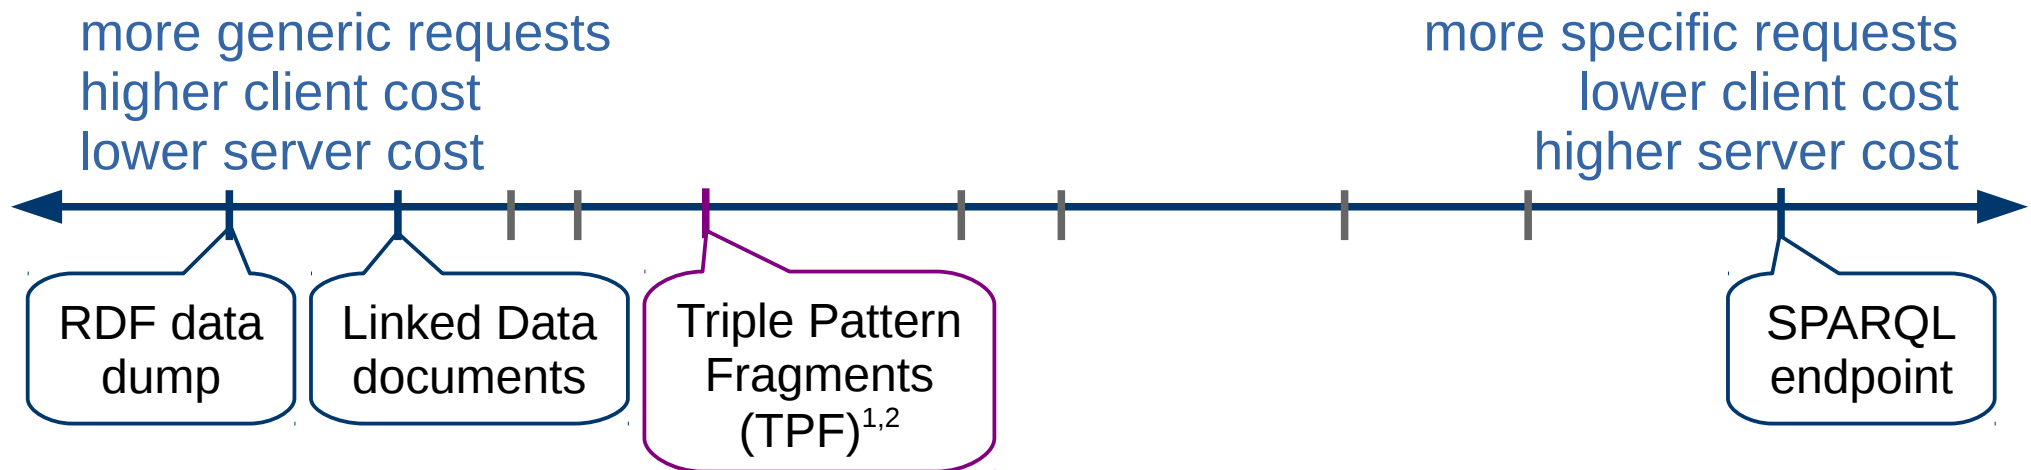 more generic requests
higher client cost
lower server cost
more specific requests
lower client cost
higher server cost
RDF data
dump
Linked Data
documents
Triple Pattern
Fragments
(TPF)1,2
SPARQL
endpoint